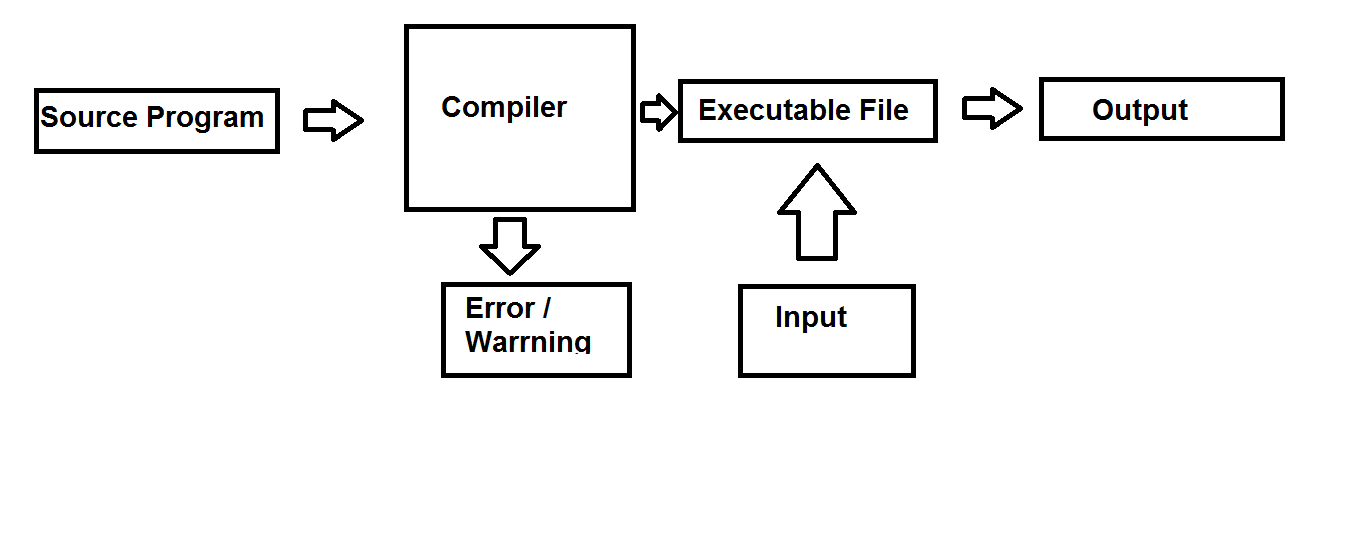 Source Program
Compiler
Executable File
Output
Error /
Warrning
Input